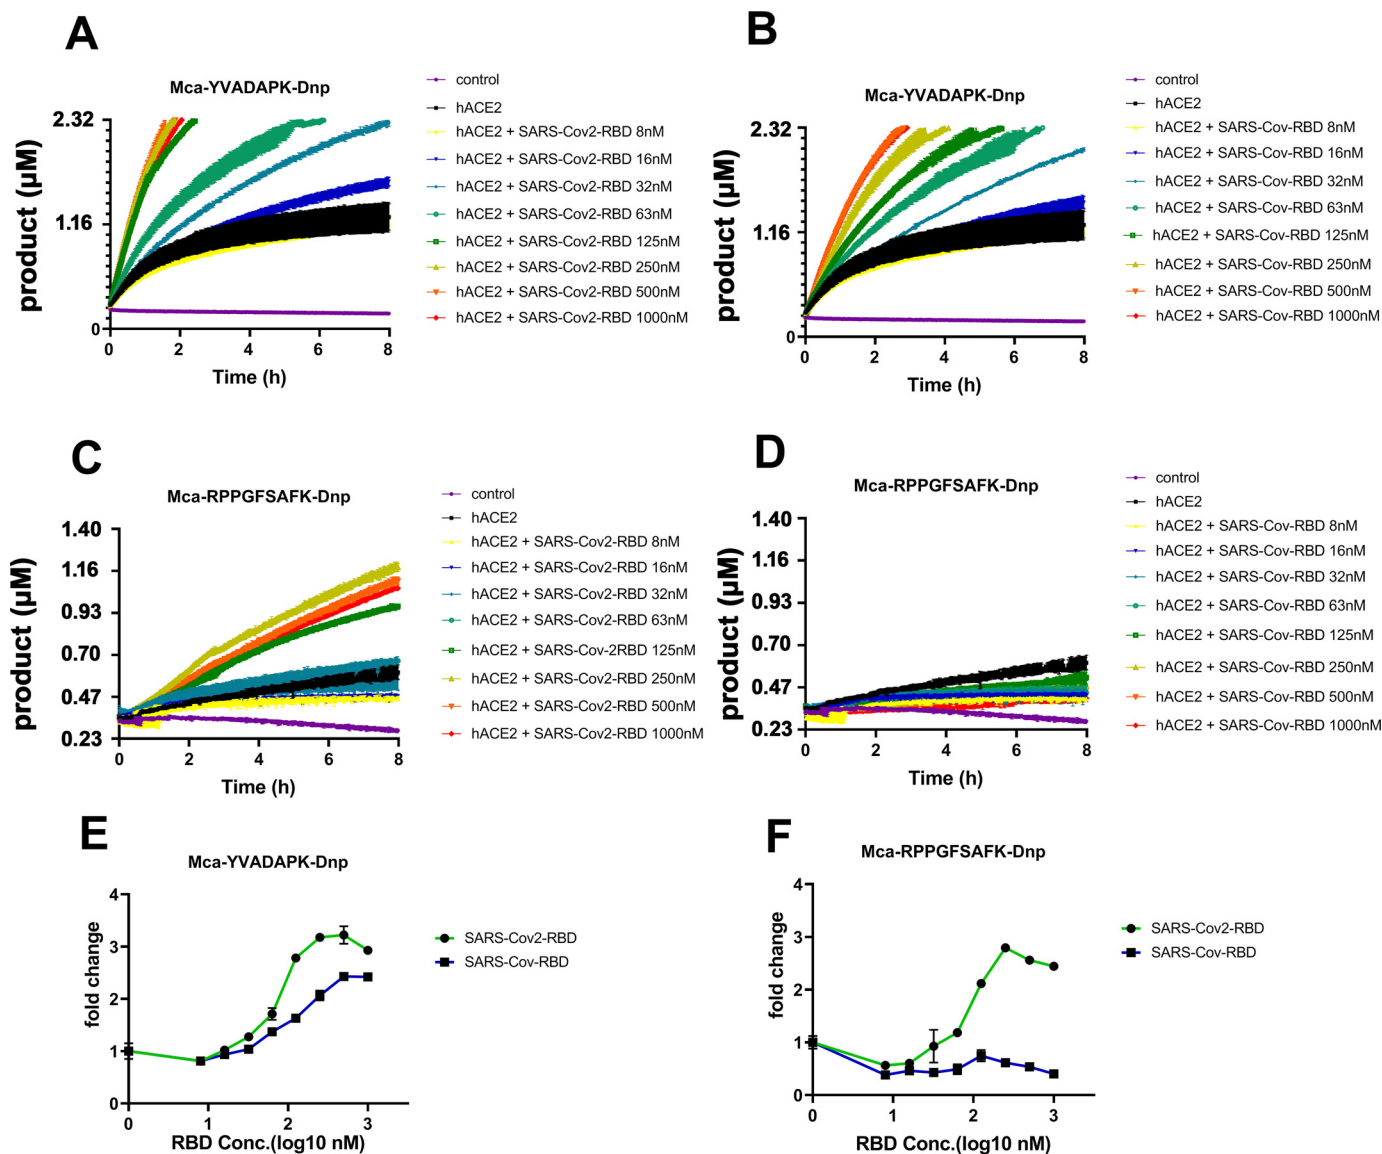 A
Mca-YVADAPK-Dnp
product (µM)
2.32
1.16
0
0
2
4
6
8
Time (h)
control
hACE2
hACE2 + SARS-Cov2-RBD 8nM
hACE2 + SARS-Cov2-RBD 16nM
hACE2 + SARS-Cov2-RBD 32nM
hACE2 + SARS-Cov2-RBD 63nM
hACE2 + SARS-Cov2-RBD 125nM
hACE2 + SARS-Cov2-RBD 250nM
hACE2 + SARS-Cov2-RBD 500nM
hACE2 + SARS-Cov2-RBD 1000nM
B
Mca-YVADAPK-Dnp
product (µM)
2.32
1.16
0
0
2
4
6
8
Time (h)
control
hACE2
hACE2 + SARS-Cov-RBD 8nM
hACE2 + SARS-Cov-RBD 16nM
hACE2 + SARS-Cov-RBD 32nM
hACE2 + SARS-Cov-RBD 63nM
hACE2 + SARS-Cov-RBD 125nM
hACE2 + SARS-Cov-RBD 250nM
hACE2 + SARS-Cov-RBD 500nM
hACE2 + SARS-Cov-RBD 1000nM
C
Mca-RPPGFSAFK-Dnp
product (µM)
1.40
1.16
0.93
0.70
0.47
0.23
0
2
4
6
8
Time (h)
control
hACE2
hACE2 + SARS-Cov2-RBD 8nM
hACE2 + SARS-Cov2-RBD 16nM
hACE2 + SARS-Cov2-RBD 32nM
hACE2 + SARS-Cov2-RBD 63nM
hACE2 + SARS-Cov-2RBD 125nM
hACE2 + SARS-Cov2-RBD 250nM
hACE2 + SARS-Cov2-RBD 500nM
hACE2 + SARS-Cov2-RBD 1000nM
D
Mca-RPPGFSAFK-Dnp
product (µM)
1.40
1.16
0.93
0.70
0.47
0.23
0
2
4
6
8
Time (h)
control
hACE2
hACE2 + SARS-Cov-RBD 8nM
hACE2 + SARS-Cov-RBD 16nM
hACE2 + SARS-Cov-RBD 32nM
hACE2 + SARS-Cov-RBD 63nM
hACE2 + SARS-Cov-RBD 125nM
hACE2 + SARS-Cov-RBD 250nM
hACE2 + SARS-Cov-RBD 500nM
hACE2 + SARS-Cov-RBD 1000nM
E
Mca-YVADAPK-Dnp
fold change
4
3
2
1
0
0
1
2
3
RBD Conc.(log10 nM)
SARS-Cov2-RBD
SARS-Cov-RBD
F
Mca-RPPGFSAFK-Dnp
fold change
4
3
2
1
0
0
1
2
3
RBD Conc.(log10 nM)
SARS-Cov2-RBD
SARS-Cov-RBD